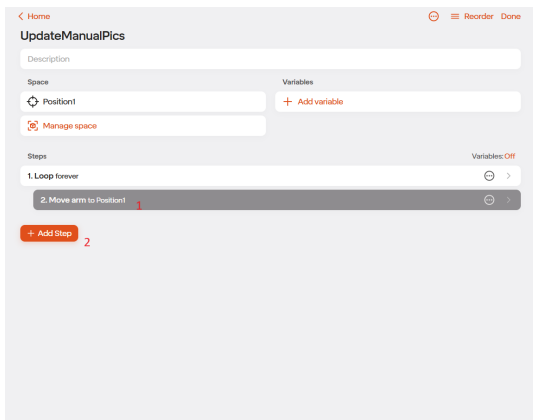 Home
Reorder Done
UpdateManualPics
Description
Space
Variables
Position1
+ Add variable
Manage space
Steps
Variables: Off
1. Loop forever
2. Move arm to Position1
1
+ Add Step
2